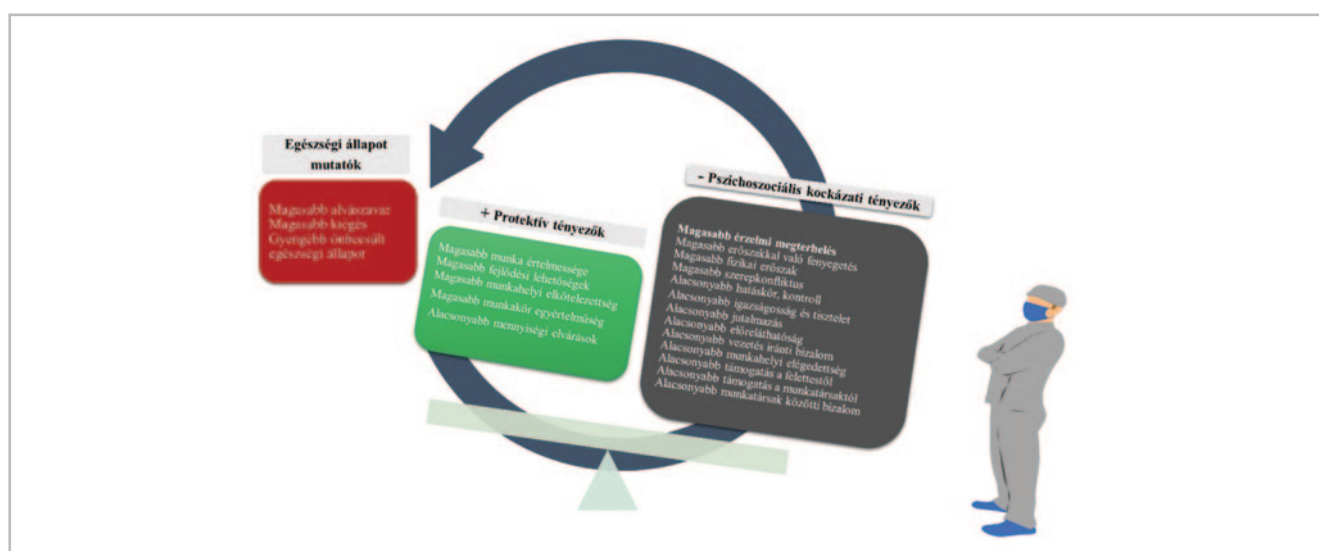 Egészségi állapot
mutatók
Magasabb alvászavar
Magasabb kiégés
Gyengébb önbecsült
egészségi állapot
+ Protektív tényezők
Magasabb munka értelmessége
Magasabb fejlődési lehetőségek
Magasabb munkahelyi elkötelezettség
Magasabb munkakör egyértelműség
Alacsonyabb mennyiségi elvárások
- Pszichoszociális kockázati tényezők
Magasabb érzelmi megterhelés
Magasabb erőszakkal való fenyegetés
Magasabb fizikai erőszak
Magasabb szerepkonfliktus
Alacsonyabb hatáskör, kontroll
Alacsonyabb igazságosság és tisztelet
Alacsonyabb jutalmazás
Alacsonyabb előreláthatóság
Alacsonyabb vezetés iránti bizalom
Alacsonyabb munkahelyi elégedettség
Alacsonyabb támogatás a felettestől
Alacsonyabb támogatás a munkatársaktól
Alacsonyabb munkatársak közötti bizalom